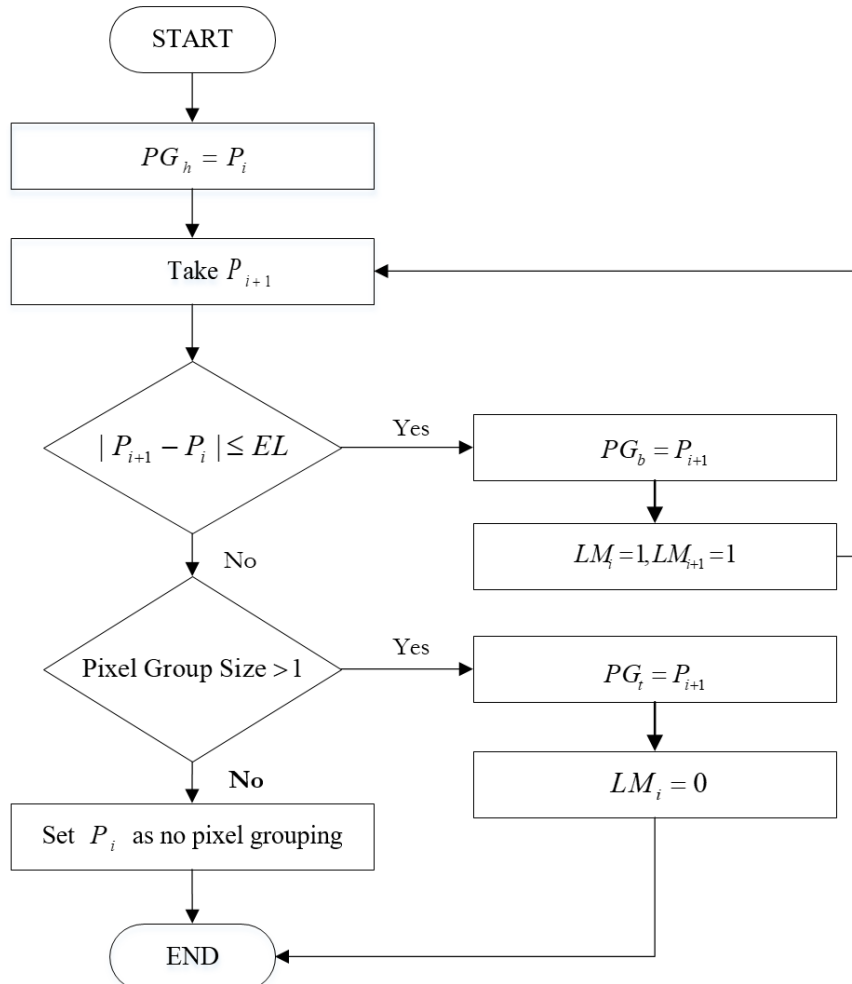 START
PG_h = P_i
Take P_{i+1}
| P_{i+1} − P_i | ≤ EL
Yes
PG_b = P_{i+1}
LM_i =1, LM_{i+1} =1
No
Pixel Group Size > 1
Yes
PG_t = P_{i+1}
LM_i = 0
No
Set P_i as no pixel grouping
END